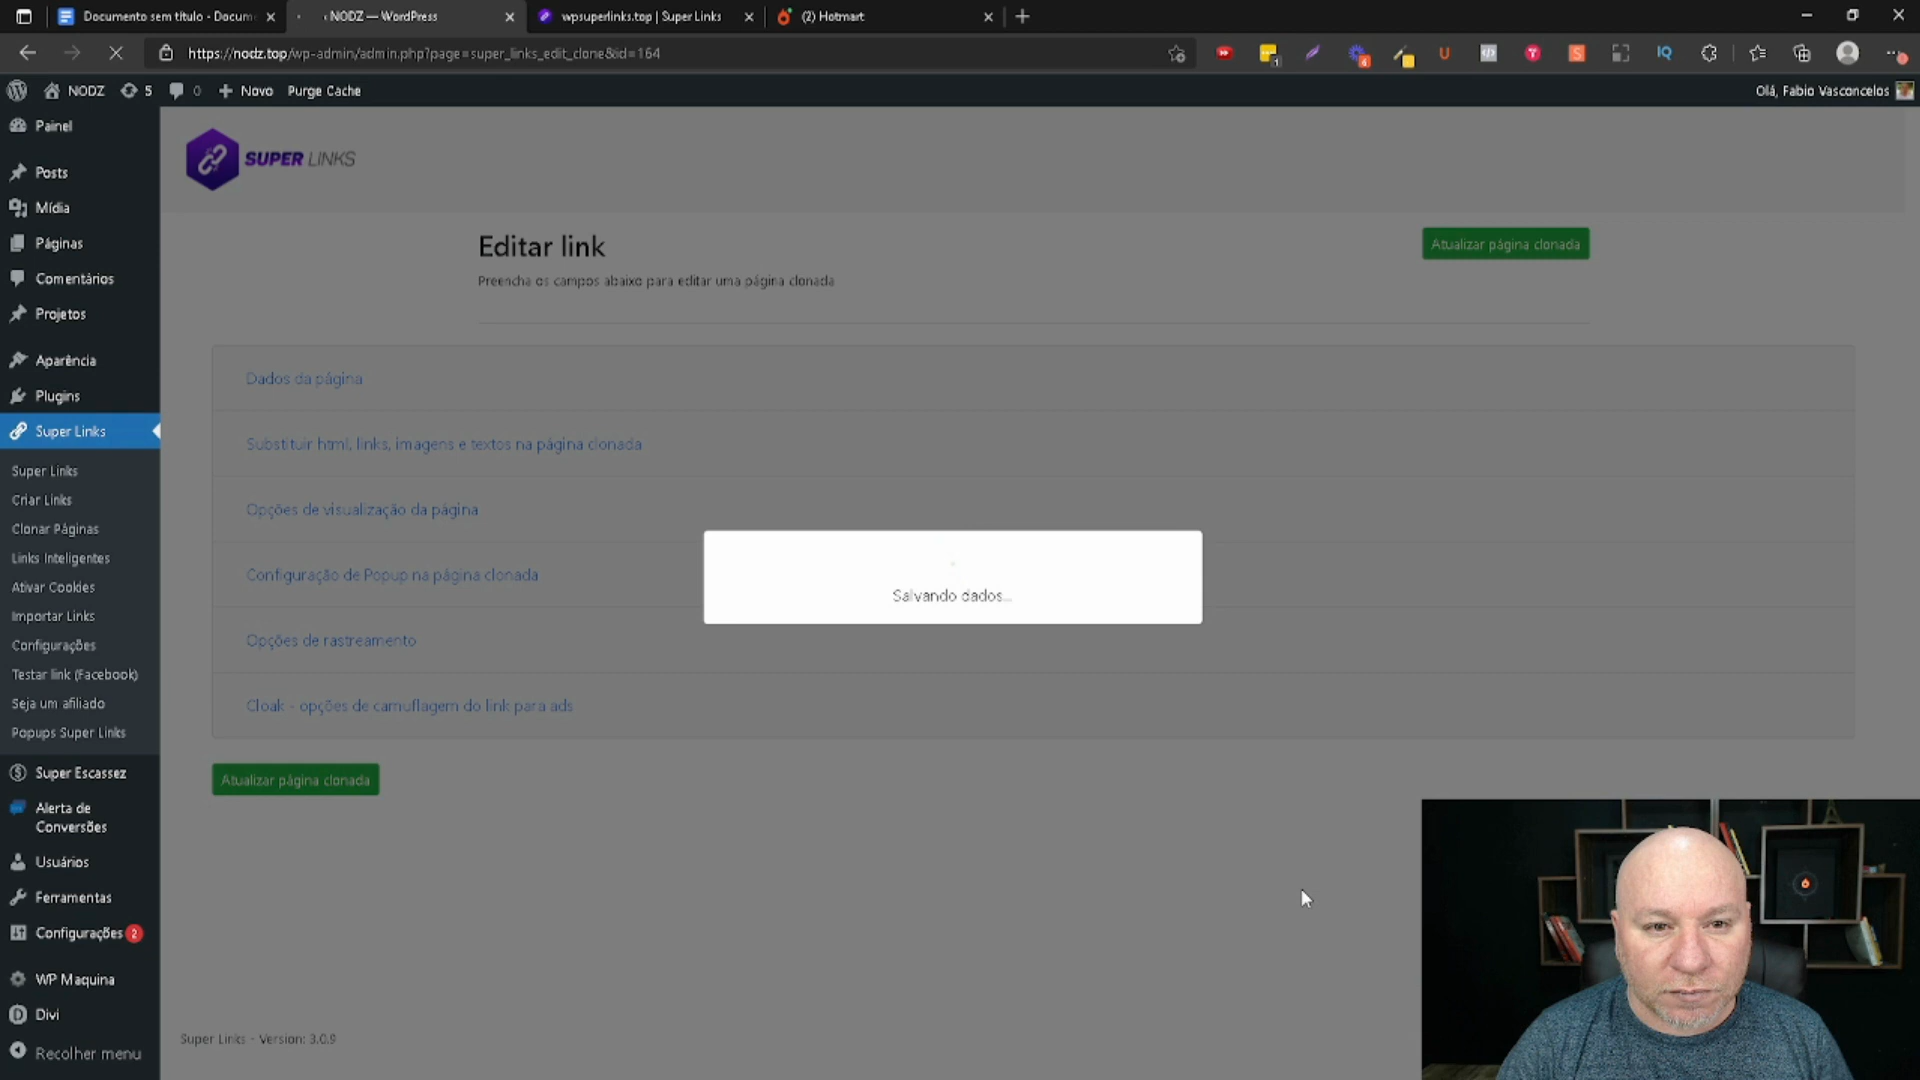 Documento sem título - Docum
NODZ — WordPress
wpsuperlinks.top | Super Links
(2) Hotmart
https://nodz.top/wp-admin/admin.php?page=super_links_edit_clone&id=164
NODZ
5
0
Novo
Purge Cache
Olá, Fabio Vasconcelos
Painel
Posts
Mídia
Páginas
Comentários
Projetos
Aparência
Plugins
Super Links
Super Links
Criar Links
Clonar Páginas
Links Inteligentes
Ativar Cookies
Importar Links
Configurações
Testar link (Facebook)
Seja um afiliado
Popups Super Links
Super Escassez
Alerta de
Conversões
Usuários
Ferramentas
Configurações 2
WP Maquina
Divi
Recolher menu
SUPER LINKS
Editar link
Preencha os campos abaixo para editar uma página clonada
Atualizar página clonada
Dados da página
Substituir html, links, imagens e textos na página clonada
Opções de visualização da página
Configuração de Popup na página clonada
Opções de rastreamento
Cloak - opções de camuflagem do link para ads
Salvando dados...
Atualizar página clonada
Super Links - Version: 3.0.9